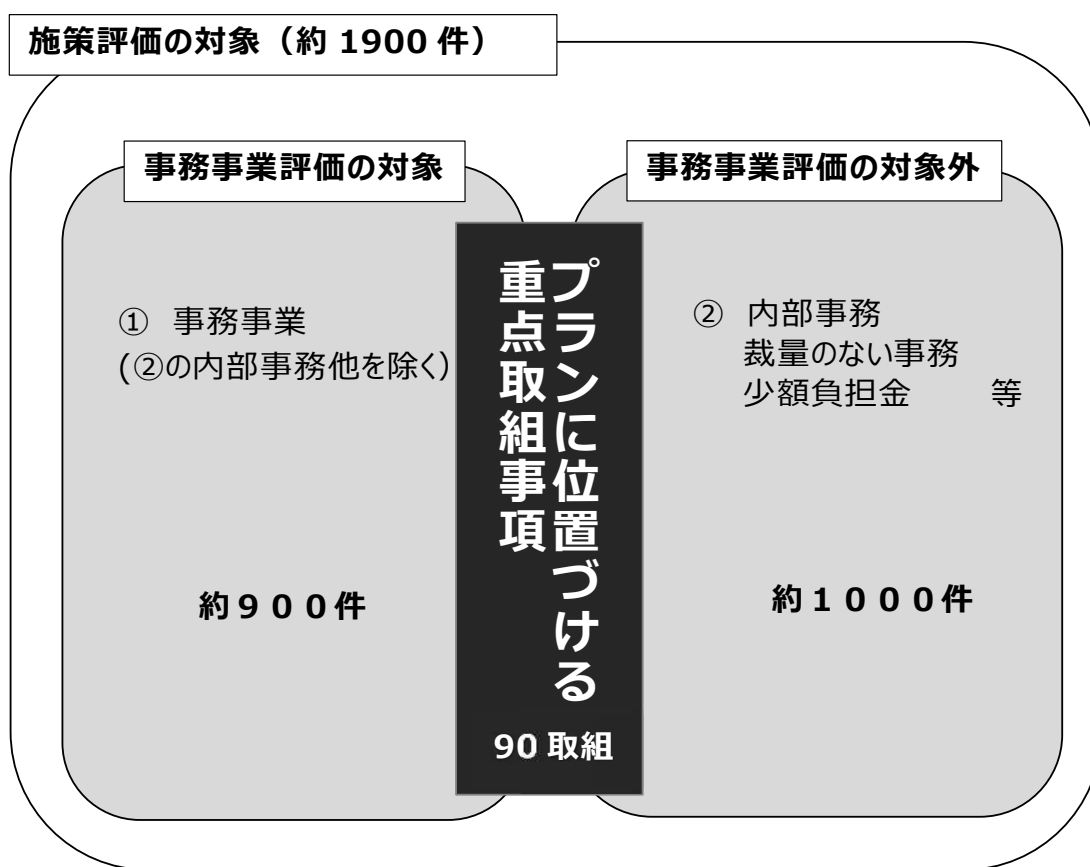 施策評価の対象（約 1900 件）
事務事業評価の対象
① 事務事業
(②の内部事務他を除く)
約９００件
プランに位置づける
重点取組事項
90 取組
事務事業評価の対象外
② 内部事務
裁量のない事務
少額負担金　　等
約１０００件